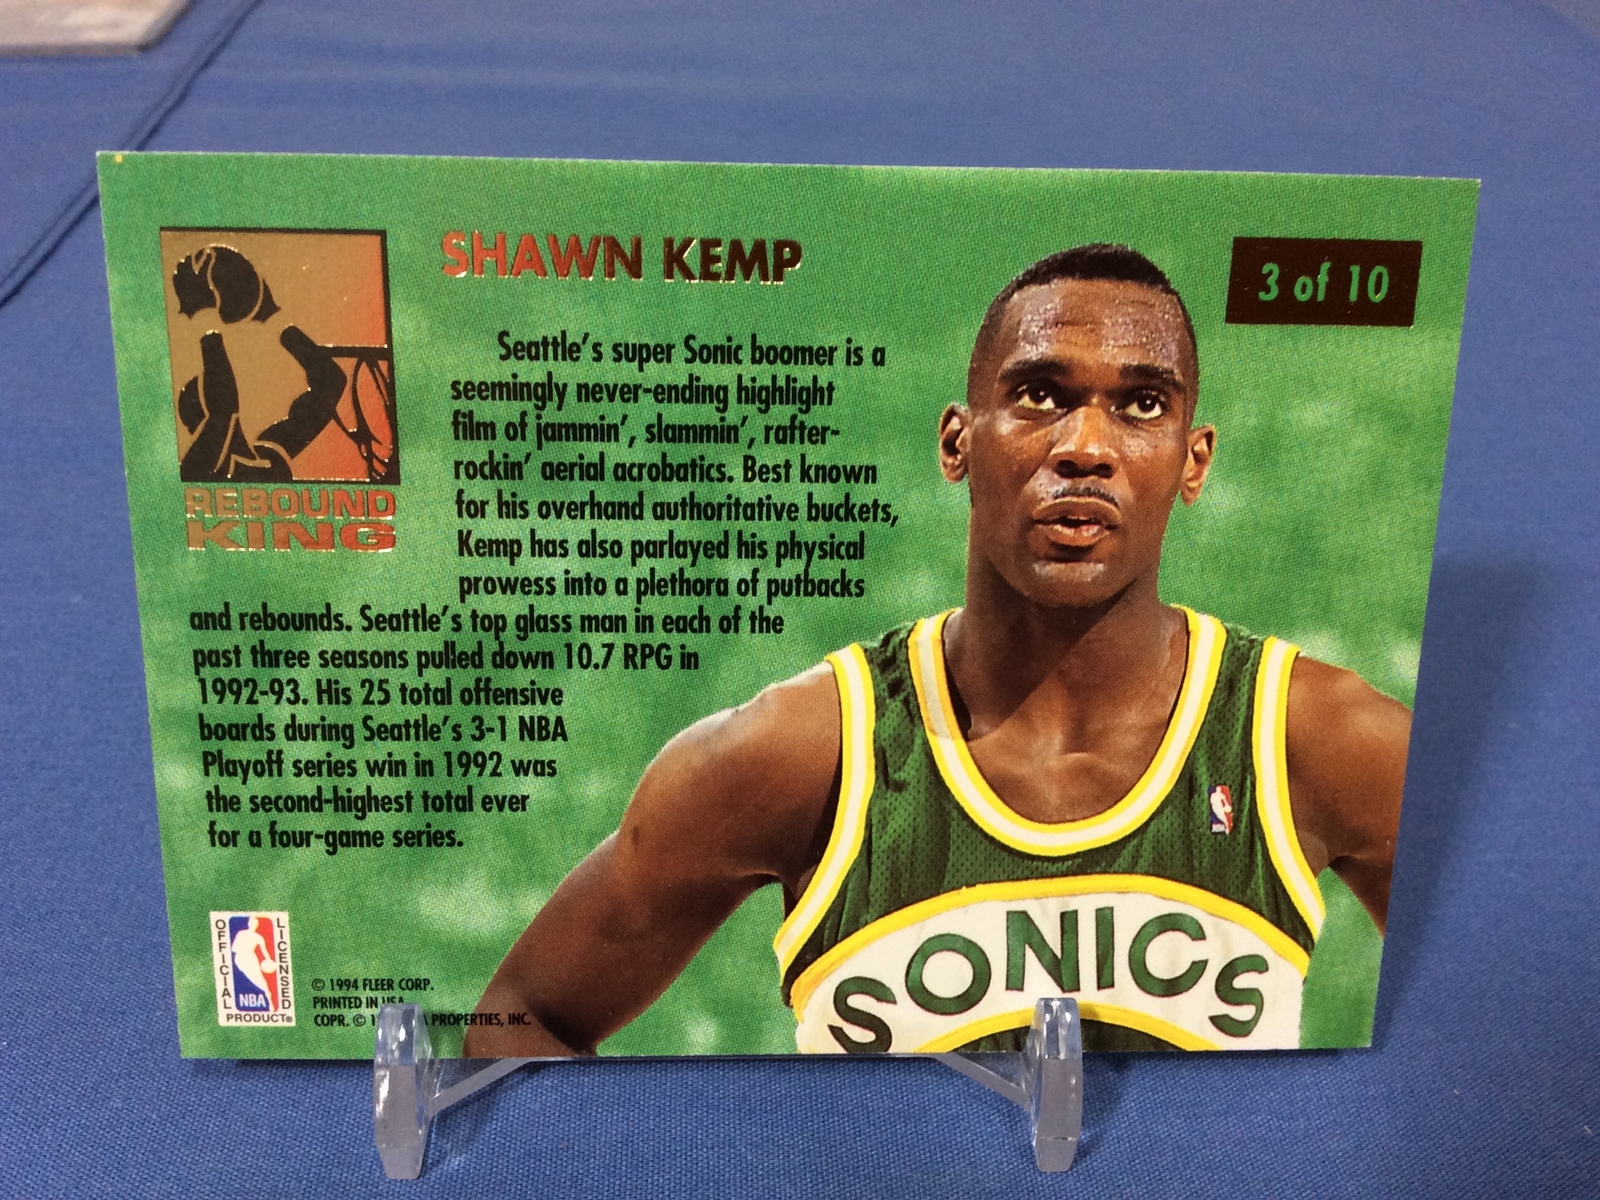 SHAWN KEMP
3 of 10
REBOUND
KING
Seattle's super Sonic boomer is a
seemingly never-ending highlight
film of jammin', slammin', rafter-
rockin' aerial acrobatics. Best known
for his overhand authoritative buckets,
Kemp has also parlayed his physical
prowess into a plethora of putbacks
and rebounds. Seattle's top glass man in each of the
past three seasons pulled down 10.7 RPG in
1992-93. His 25 total offensive
boards during Seattle's 3-1 NBA
Playoff series win in 1992 was
the second-highest total ever
for a four-game series.
SONICS
OFFICIAL
LICENSED
NBA
PRODUCT®
© 1994 FLEER CORP.
PRINTED IN USA
COPR. © PROPERTIES, INC.